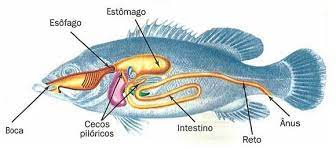 Estômago
Esôfago
Boca
Cecos
pilóricos
Intestino
Reto
Ânus